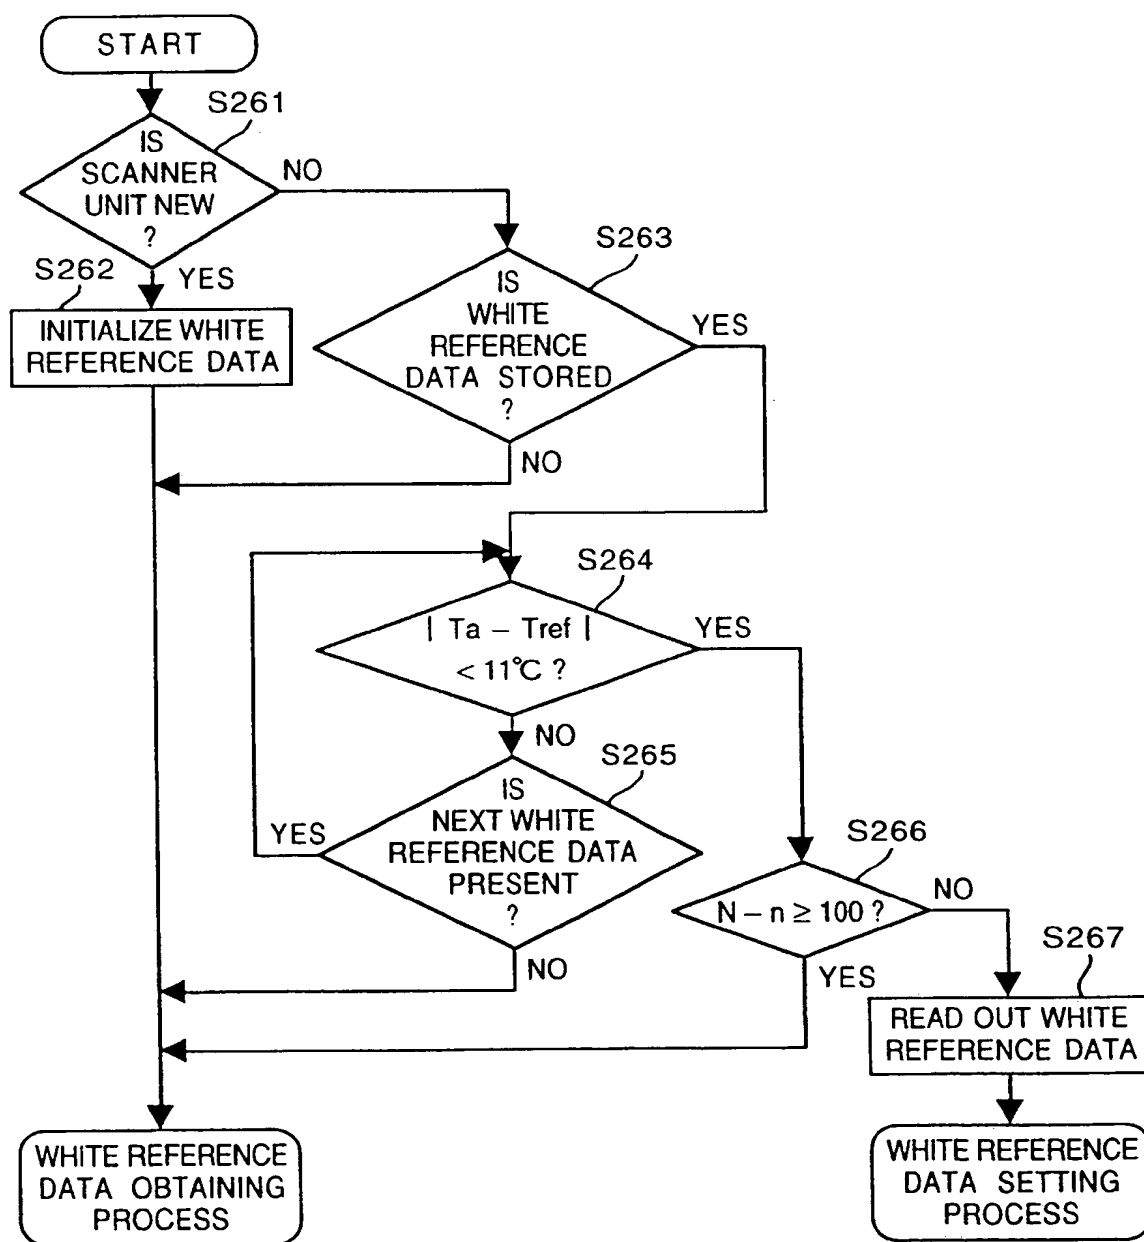 START
S261
IS
SCANNER
UNIT NEW
?
NO
S262
YES
INITIALIZE WHITE
REFERENCE DATA
S263
IS
WHITE
REFERENCE
DATA STORED
?
YES
NO
S264
| Ta – Tref |
< 11℃ ?
YES
NO
S265
IS
NEXT WHITE
REFERENCE DATA
PRESENT
?
YES
NO
S266
N – n ≥ 100 ?
NO
YES
S267
READ OUT WHITE
REFERENCE DATA
WHITE REFERENCE
DATA OBTAINING
PROCESS
WHITE REFERENCE
DATA SETTING
PROCESS